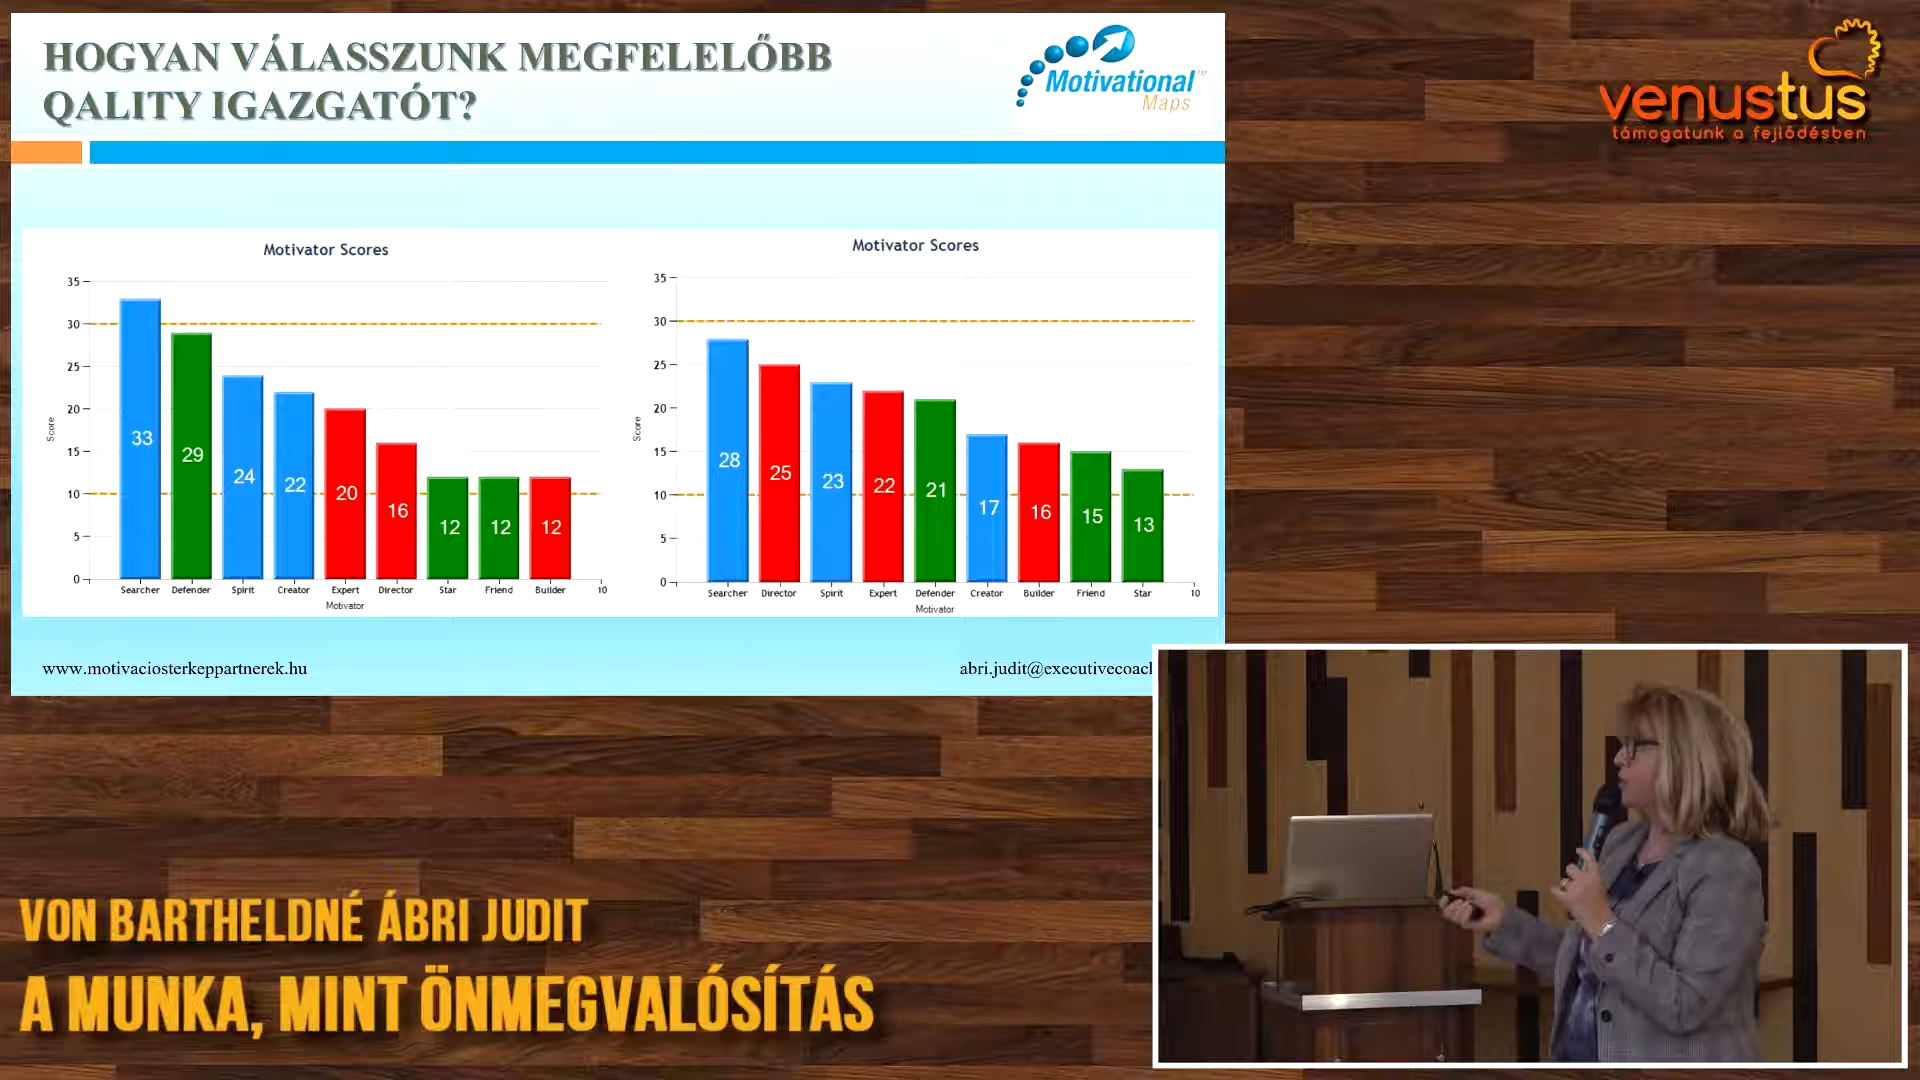 HOGYAN VÁLASSZUNK MEGFELELŐBB
QALITY IGAZGATÓT?
Motivational™
Maps
venustus
támogatunk a fejlődésben
Motivator Scores
35
30
25
20
15
10
5
0
Score
33
29
24
22
20
16
12
12
12
Searcher Defender Spirit Creator Expert Director Star Friend Builder 10
Motivator
Motivator Scores
35
30
25
20
15
10
5
0
Score
28
25
23
22
21
17
16
15
13
Searcher Director Spirit Expert Defender Creator Builder Friend Star 10
Motivator
www.motivaciosterkeppartnerek.hu
abri.judit@executivecoac
VON BARTHELDNÉ ÁBRI JUDIT
A MUNKA, MINT ÖNMEGVALÓSÍTÁS